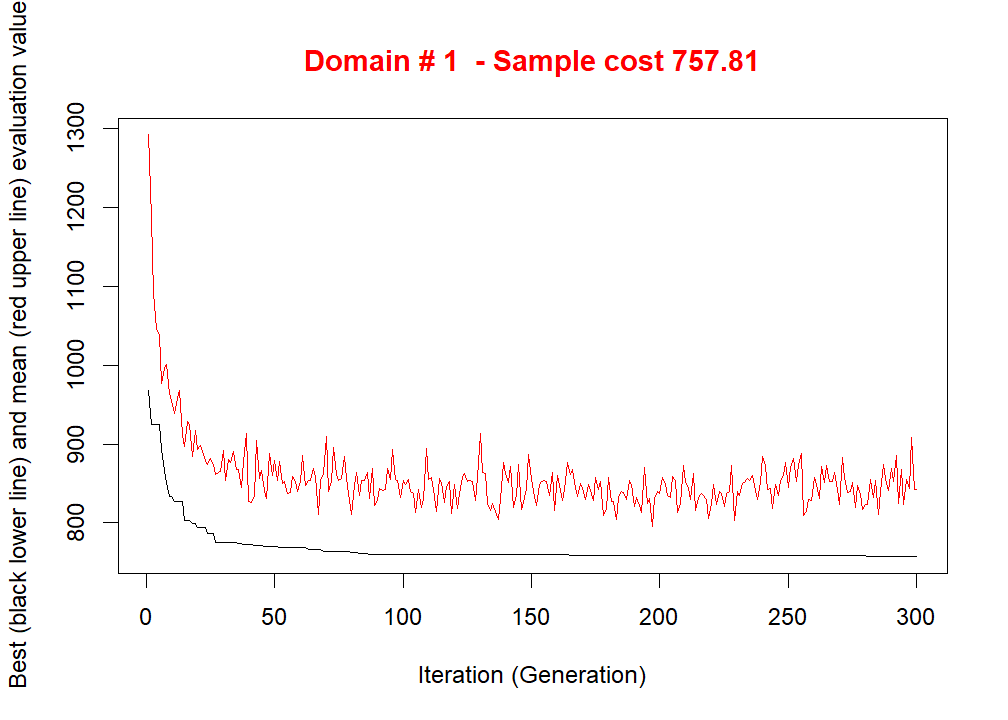 Domain # 1  - Sample cost 757.81
Best (black lower line) and mean (red upper line) evaluation value
1300
1200
1100
1000
900
800
0 50 100 150 200 250 300
Iteration (Generation)